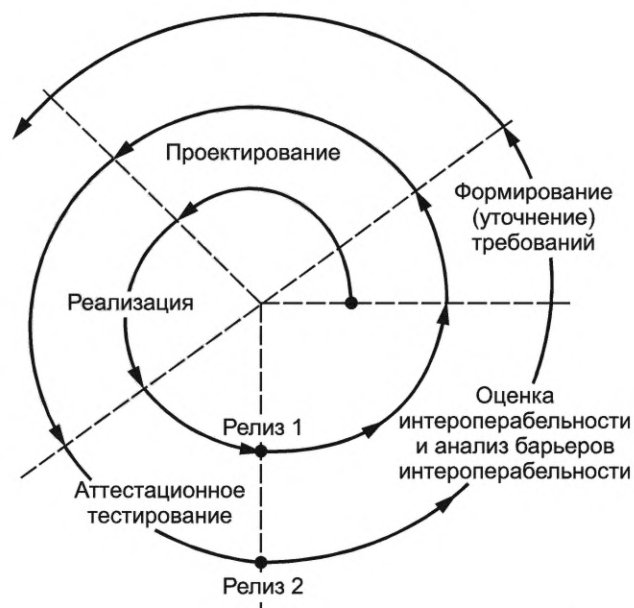 Проектирование
Формирование
(уточнение)
требований
Реализация
Оценка
интероперабельности
и анализ барьеров
интероперабельности
Релиз 1
Аттестационное
тестирование
Релиз 2